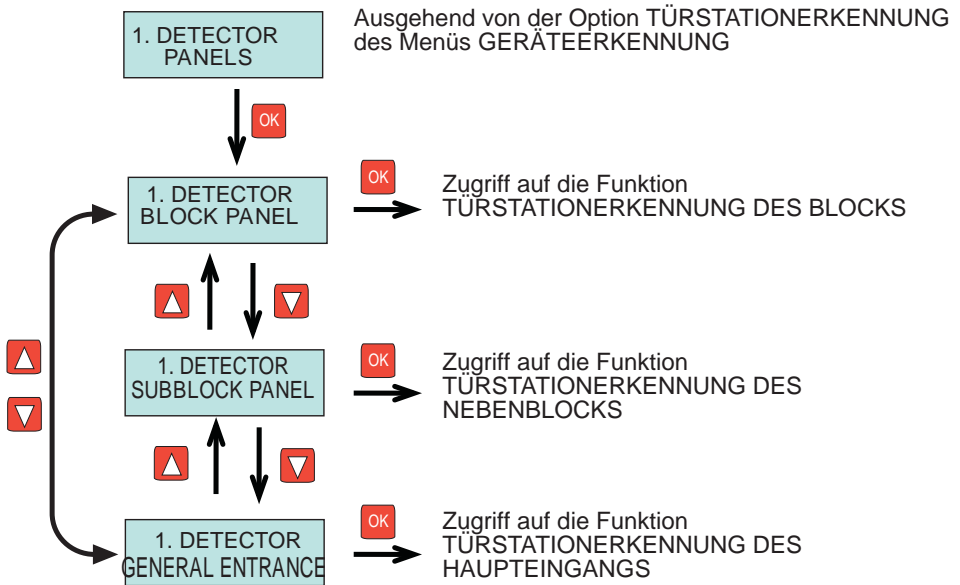 1. DETECTOR
PANELS
Ausgehend von der Option TÜRSTATIONERKENNUNG
des Menüs GERÄTEERKENNUNG
OK
1. DETECTOR
BLOCK PANEL
OK
Zugriff auf die Funktion
TÜRSTATIONERKENNUNG DES BLOCKS
1. DETECTOR
SUBBLOCK PANEL
OK
Zugriff auf die Funktion
TÜRSTATIONERKENNUNG DES
NEBENBLOCKS
1. DETECTOR
GENERAL ENTRANCE
OK
Zugriff auf die Funktion
TÜRSTATIONERKENNUNG DES
HAUPTEINGANGS